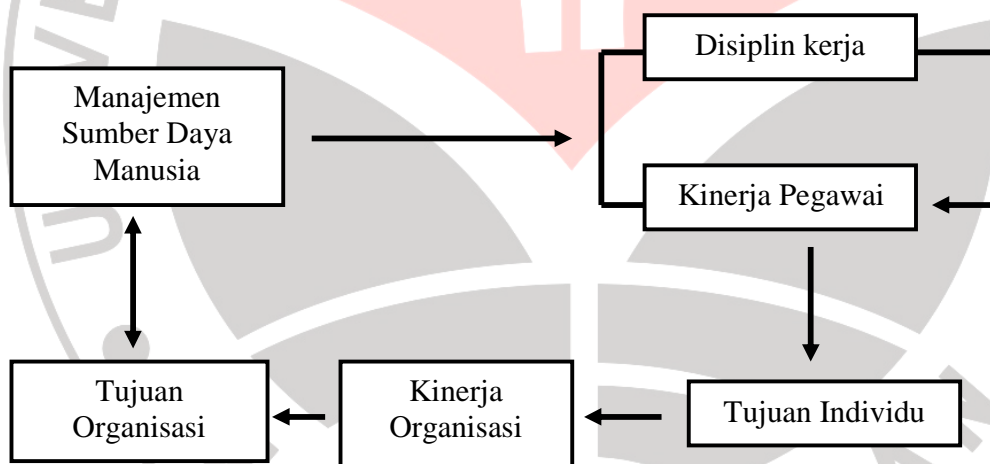 Disiplin kerja
Manajemen
Sumber Daya
Manusia
Kinerja Pegawai
Tujuan
Organisasi
Kinerja
Organisasi
Tujuan Individu